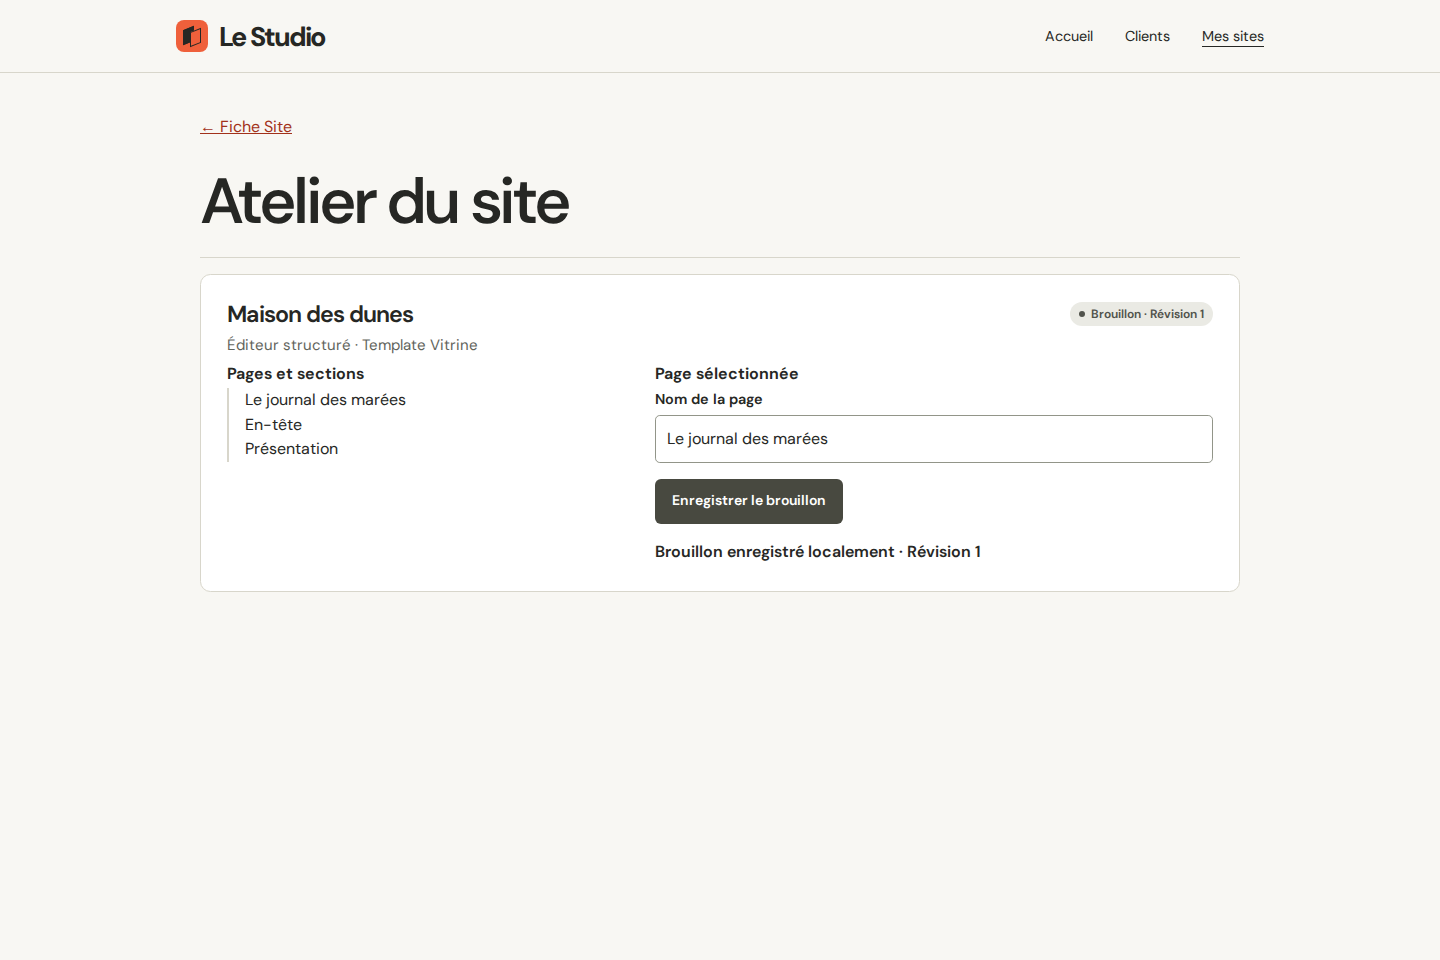 Le Studio
Accueil
Clients
Mes sites
← Fiche Site
Atelier du site
Maison des dunes
Brouillon · Révision 1
Éditeur structuré · Template Vitrine
Pages et sections
Le journal des marées
En-tête
Présentation
Page sélectionnée
Nom de la page
Le journal des marées
Enregistrer le brouillon
Brouillon enregistré localement · Révision 1